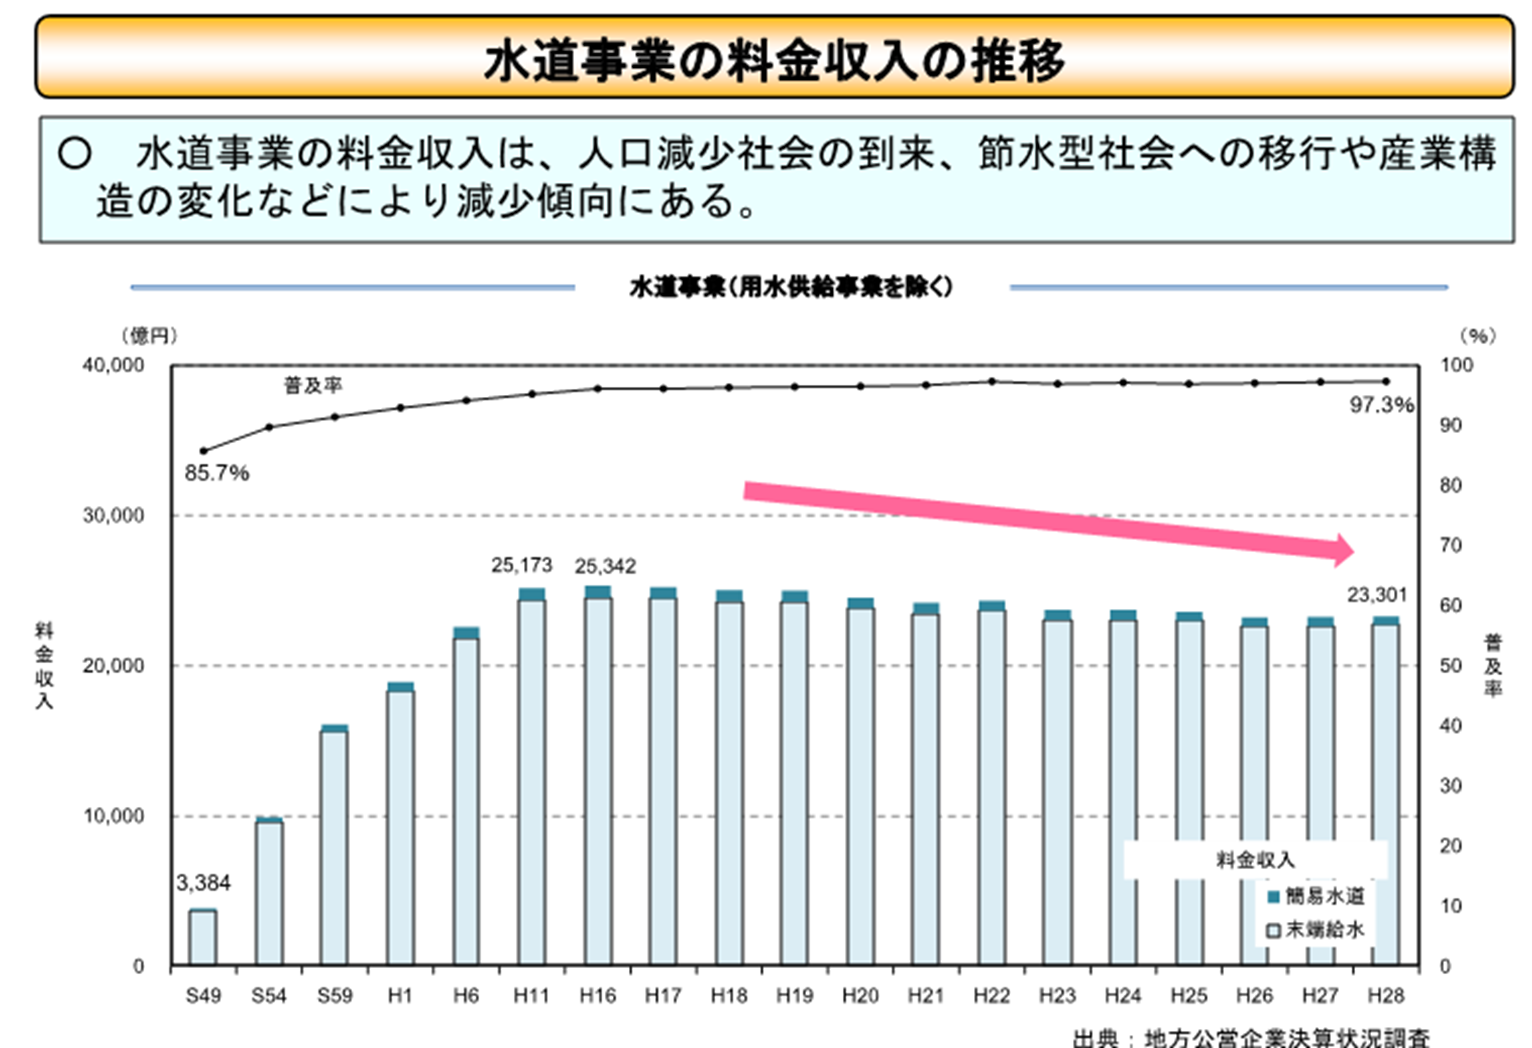 水道事業の料金収入の推移
○　水道事業の料金収入は、人口減少社会の到来、節水型社会への移行や産業構
造の変化などにより減少傾向にある。
水道事業（用水供給事業を除く）
（億円）
（%）
40,000
30,000
20,000
10,000
0
料金収入
普及率
85.7%
97.3%
3,384
25,173
25,342
23,301
100
90
80
70
60
50
40
30
20
10
0
普及率
料金収入
簡易水道
末端給水
S49 S54 S59 H1 H6 H11 H16 H17 H18 H19 H20 H21 H22 H23 H24 H25 H26 H27 H28
出典：地方公営企業決算状況調査